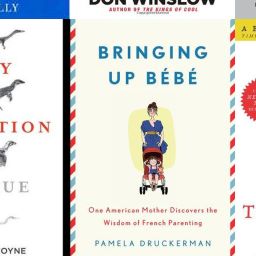 LLY
DON WINSLOW
AUTHOR OF THE KINGS OF COOL
BRINGING
UP BÉBÉ
One American Mother Discovers the
Wisdom of French Parenting
PAMELA DRUCKERMAN
Y
TION
UE
OYNE
A B
T